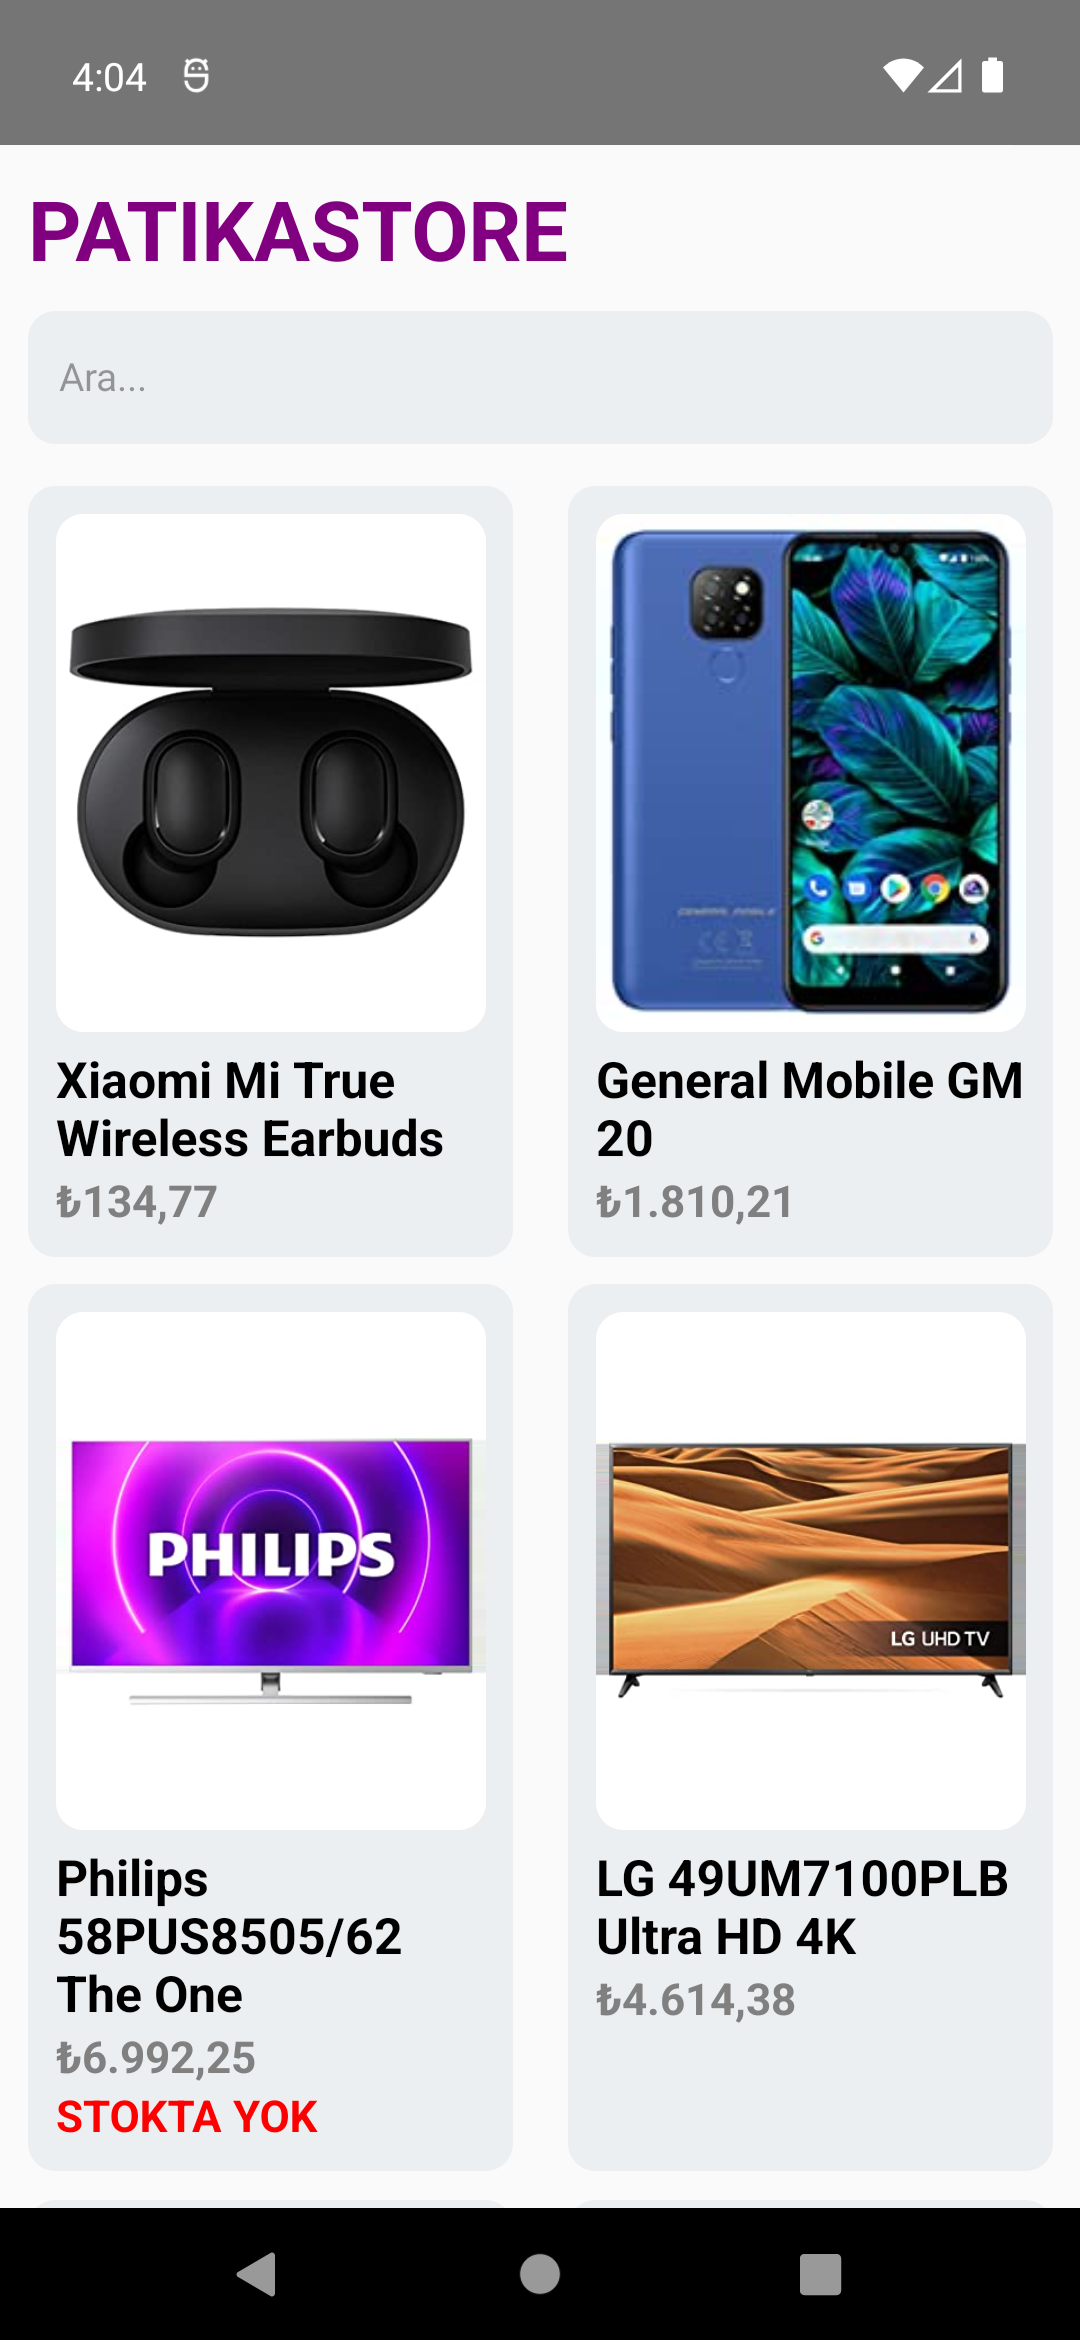 4:04
PATIKASTORE
Ara...
Xiaomi Mi True
Wireless Earbuds
₺134,77
General Mobile GM
20
₺1.810,21
PHILIPS
LG UHD TV
Philips
58PUS8505/62
The One
₺6.992,25
STOKTA YOK
LG 49UM7100PLB
Ultra HD 4K
₺4.614,38